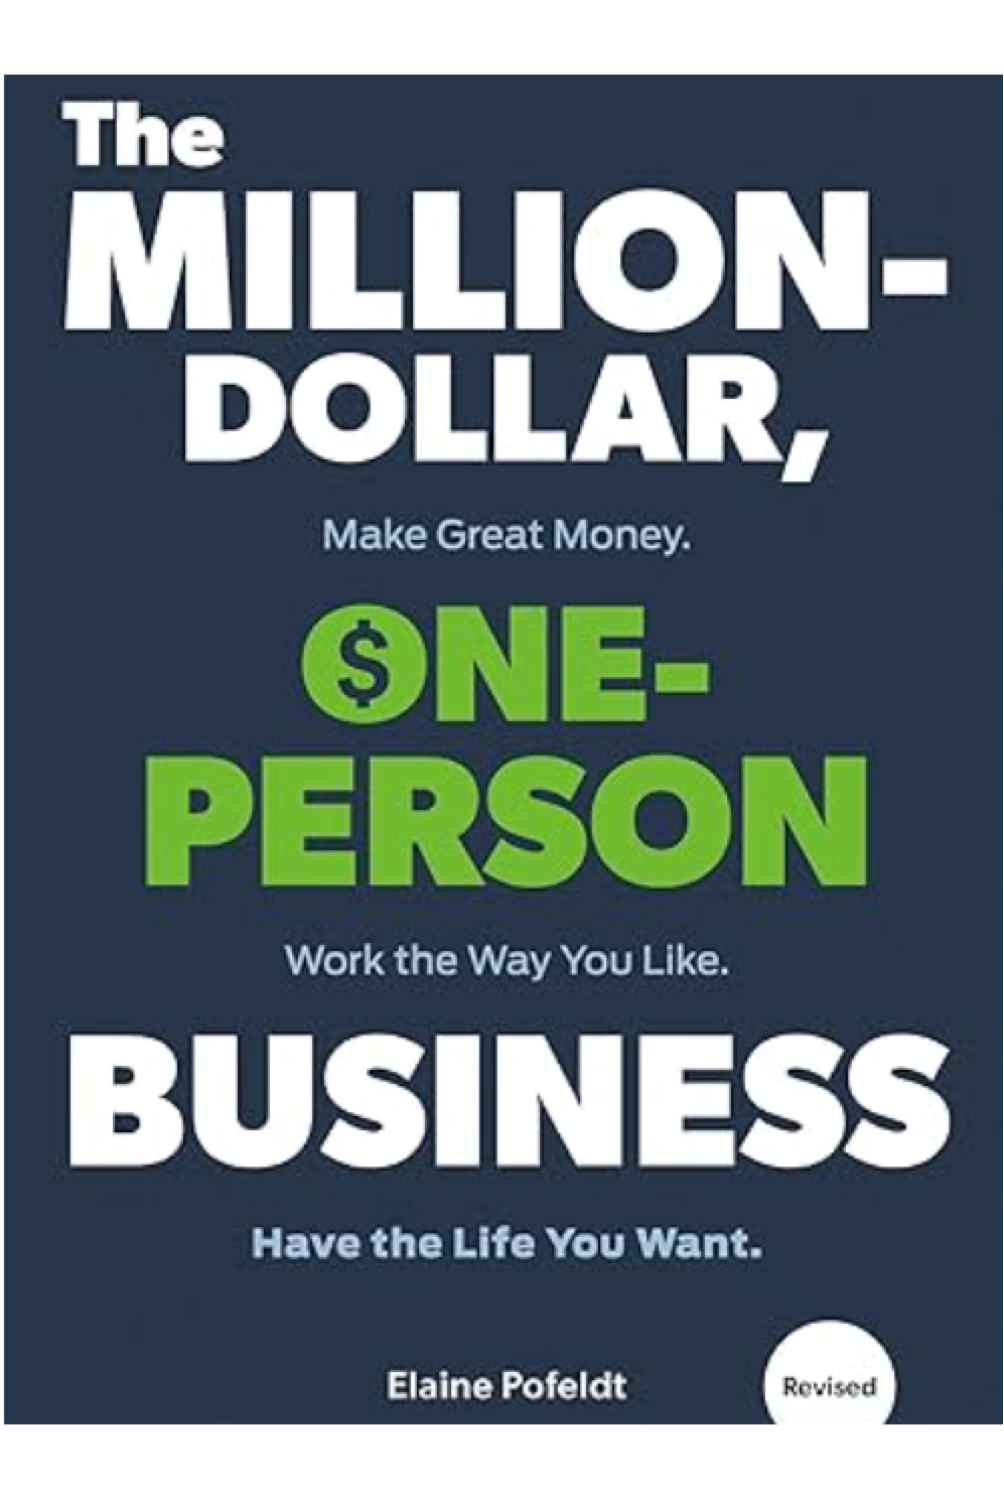 The
MILLION-
DOLLAR,
Make Great Money.
ONE-
PERSON
Work the Way You Like.
BUSINESS
Have the Life You Want.
Elaine Pofeldt
Revised